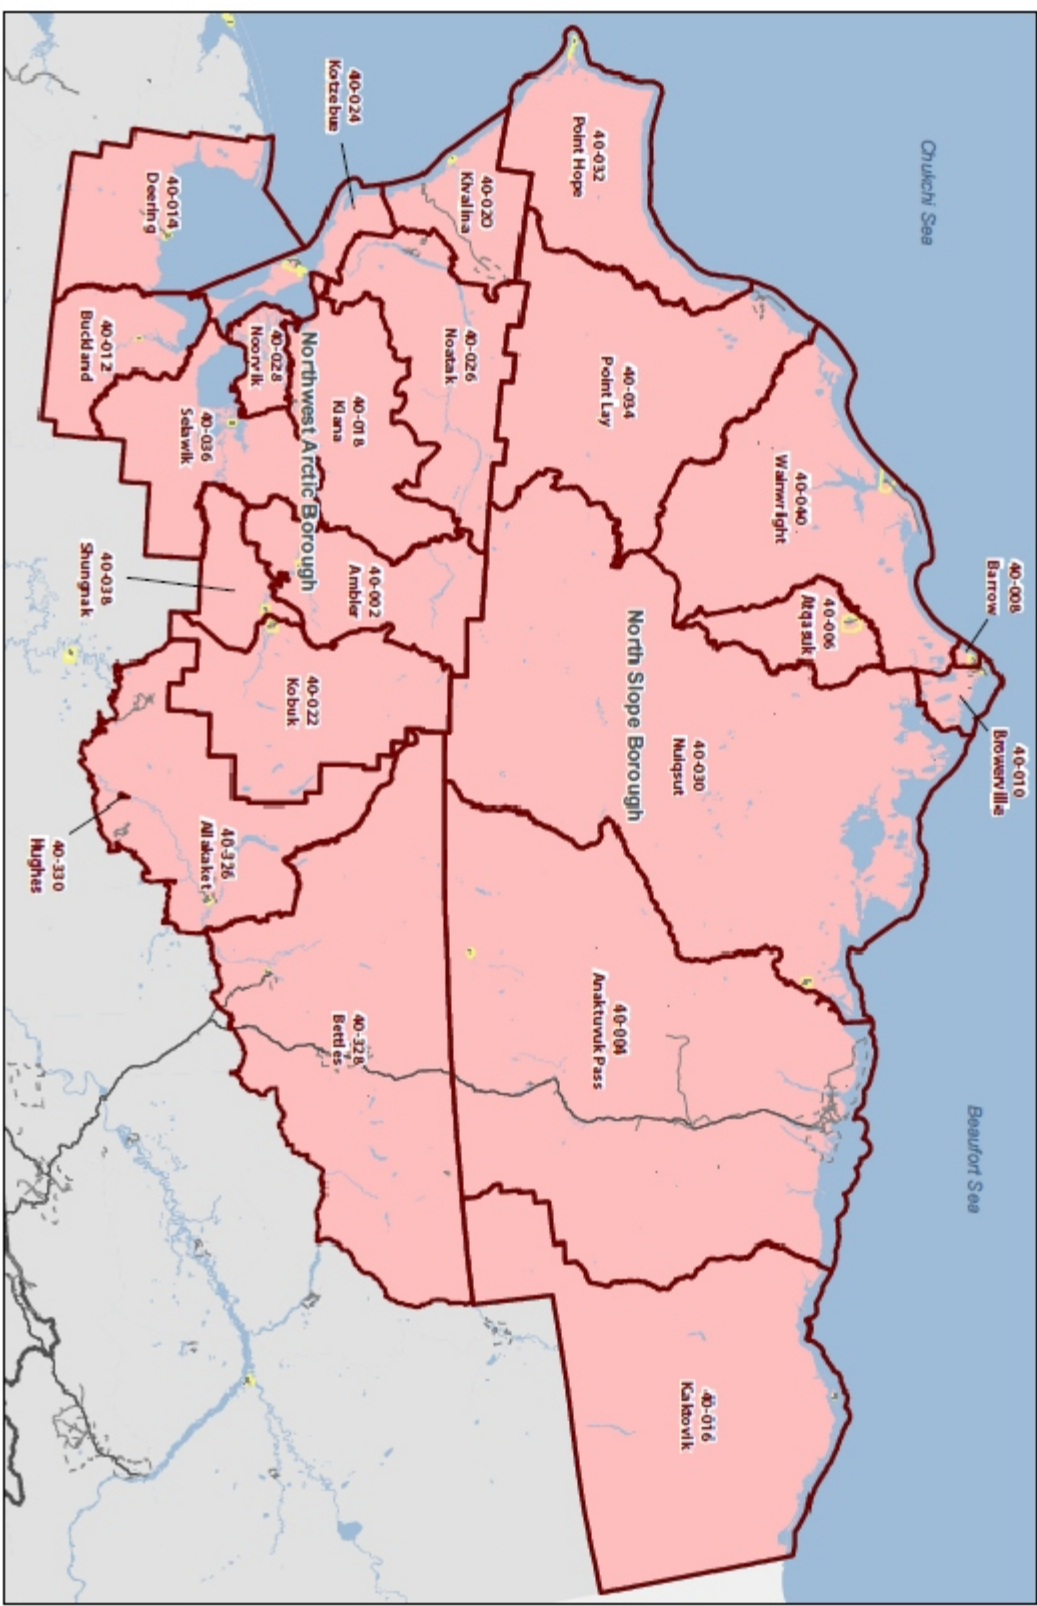 Chukchi Sea
Beaufort Sea
40-008
Barrow
40-010
Browerville
40-040
Wainwright
40-006
Atqasuk
40-032
Point Hope
40-034
Point Lay
North Slope Borough
40-030
Nuiqsut
40-004
Anaktuvuk Pass
40-016
Kaktovik
40-020
Kivalina
40-026
Noatak
40-024
Kotzebue
40-018
Kiana
40-002
Ambler
Northwest Arctic Borough
40-028
Noorvik
40-022
Kobuk
40-328
Bettles
40-014
Deering
40-036
Selawik
40-326
Allakaket
40-012
Buckland
40-038
Shungnak
40-330
Hughes